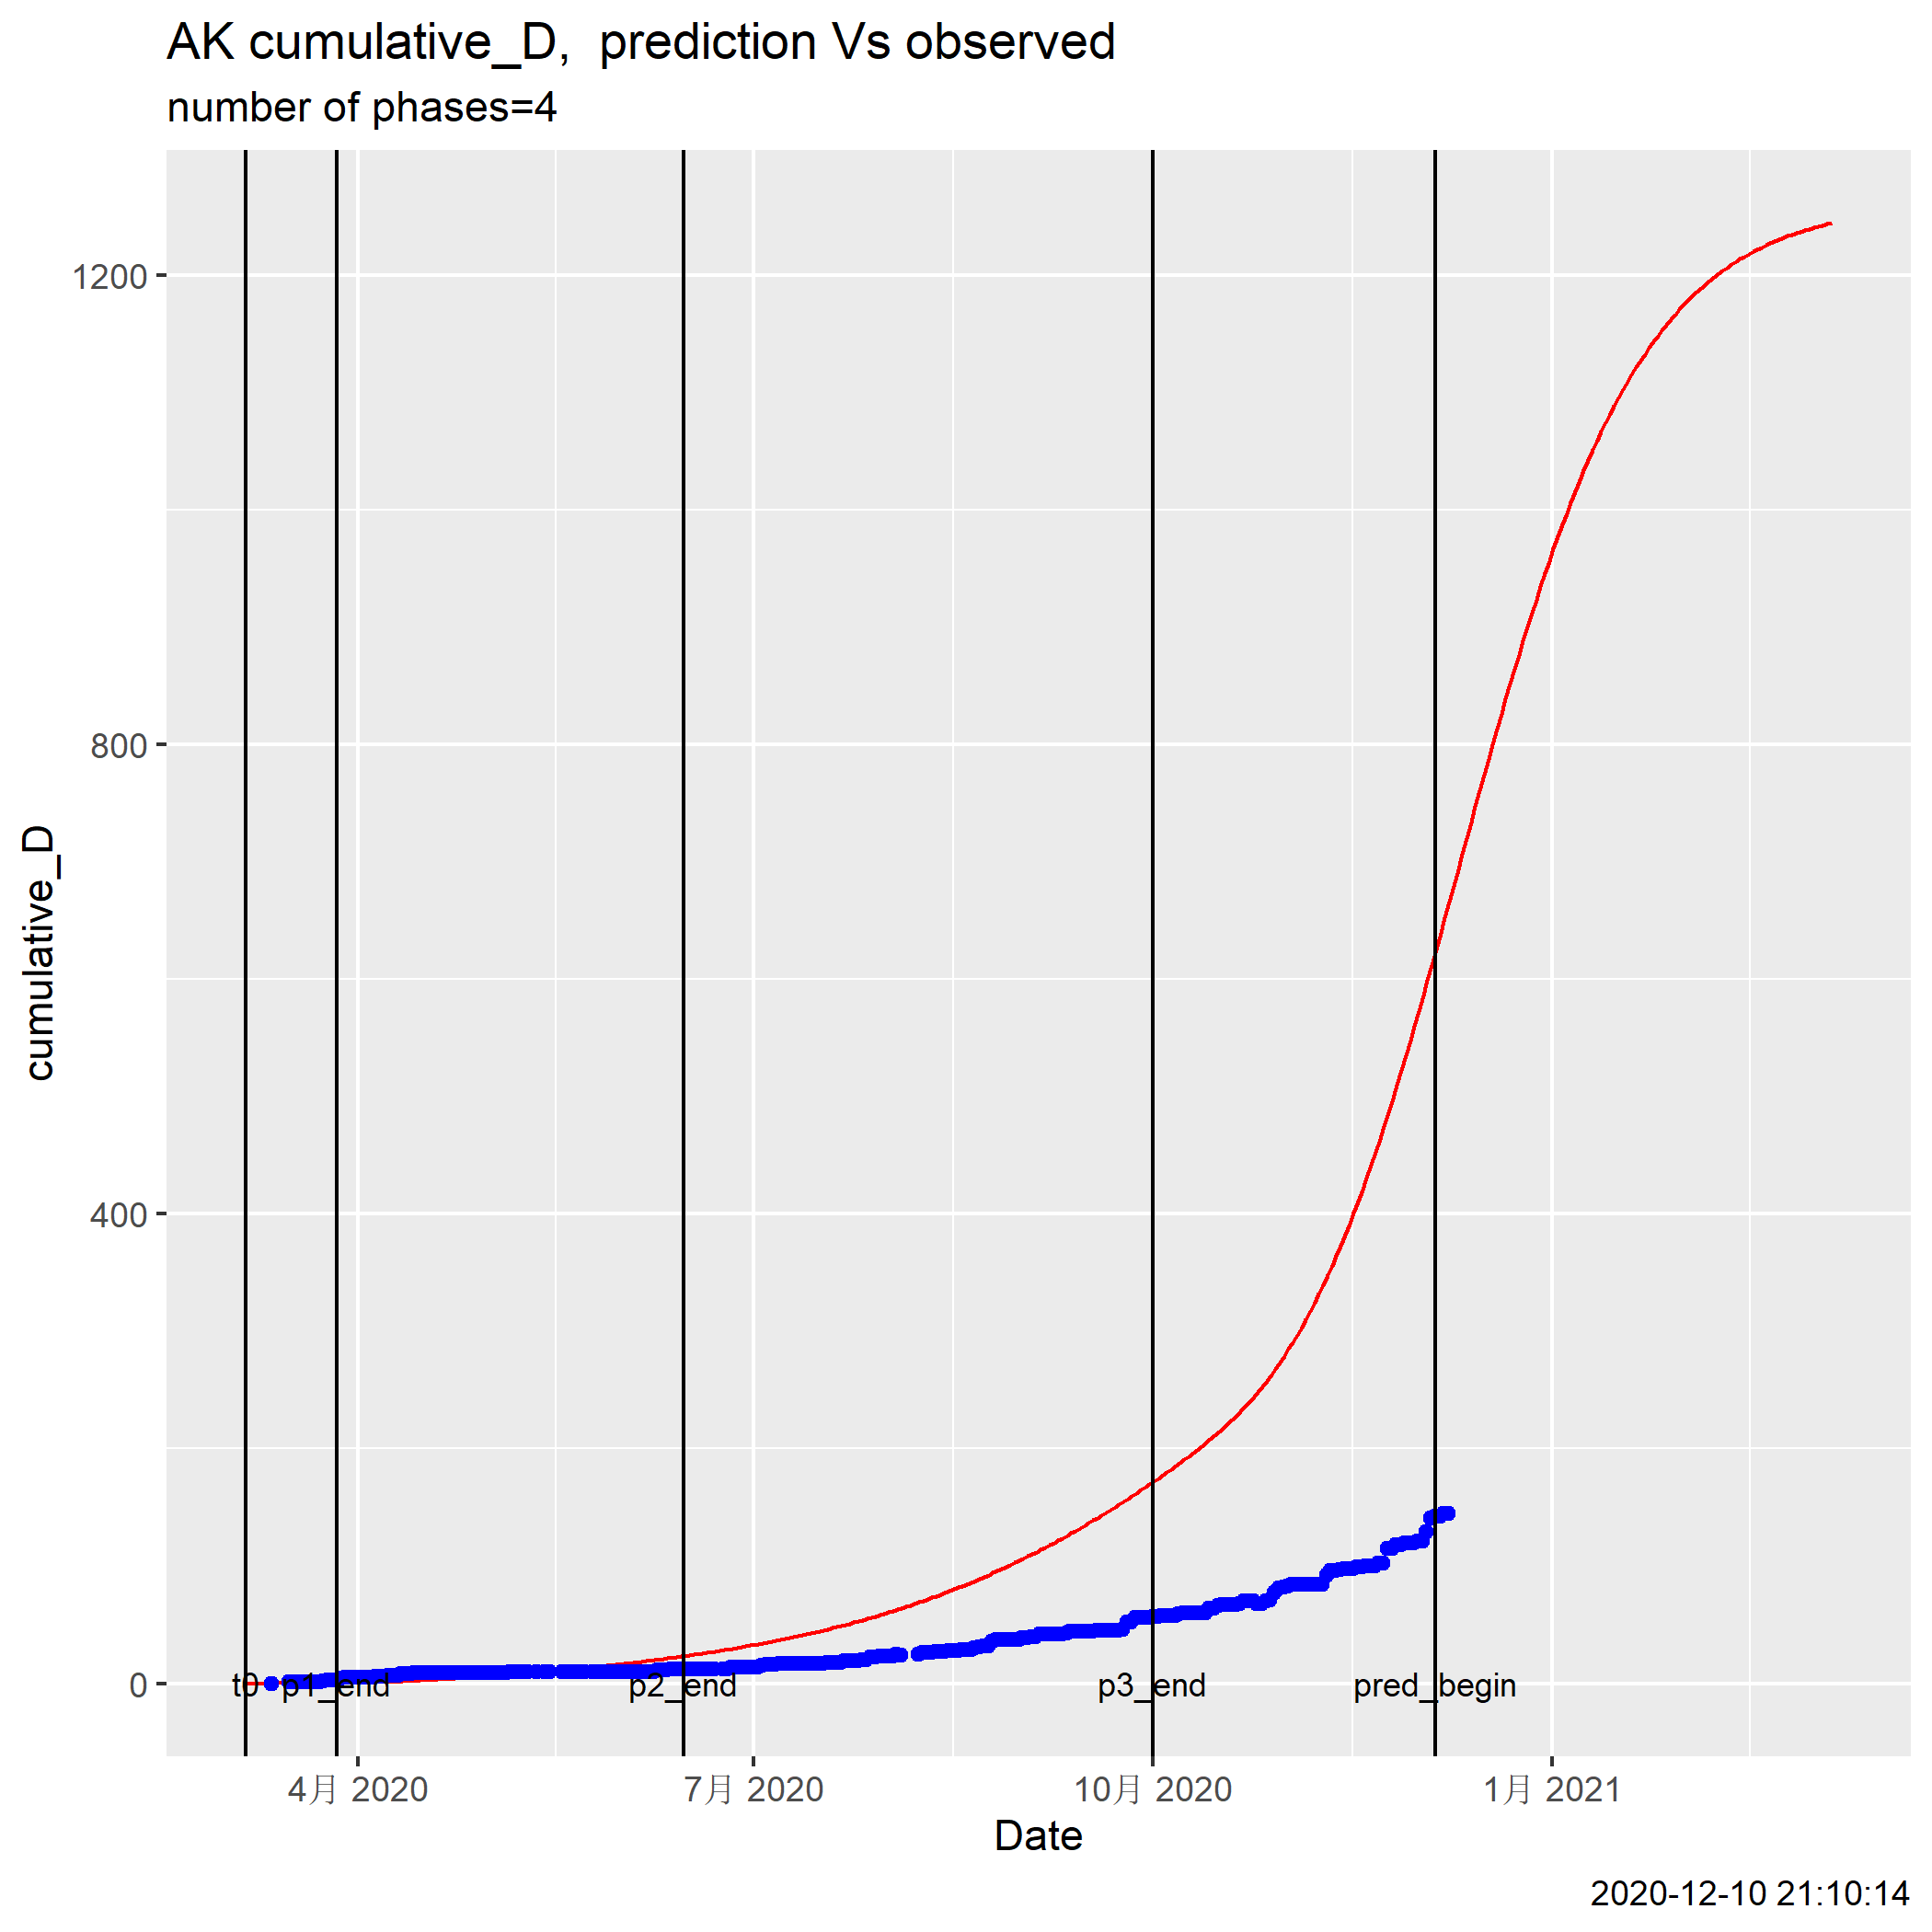 AK cumulative_D,  prediction Vs observed
number of phases=4
cumulative_D
1200
800
400
0
t0
p1_end
p2_end
p3_end
pred_begin
4月 2020
7月 2020
10月 2020
1月 2021
Date
2020-12-10 21:10:14